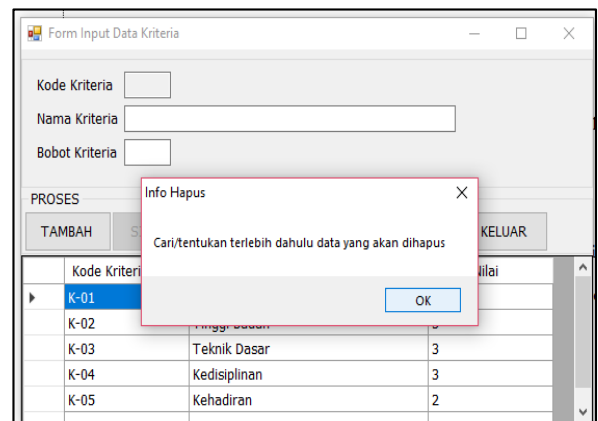 Form Input Data Kriteria
Kode Kriteria
Nama Kriteria
Bobot Kriteria
PROSES
Info Hapus
TAMBAH
Cari/tentukan terlebih dahulu data yang akan dihapus
KELUAR
OK
Kode Kriteri
K-01
K-02
K-03 Teknik Dasar 3
K-04 Kedisiplinan 3
K-05 Kehadiran 2